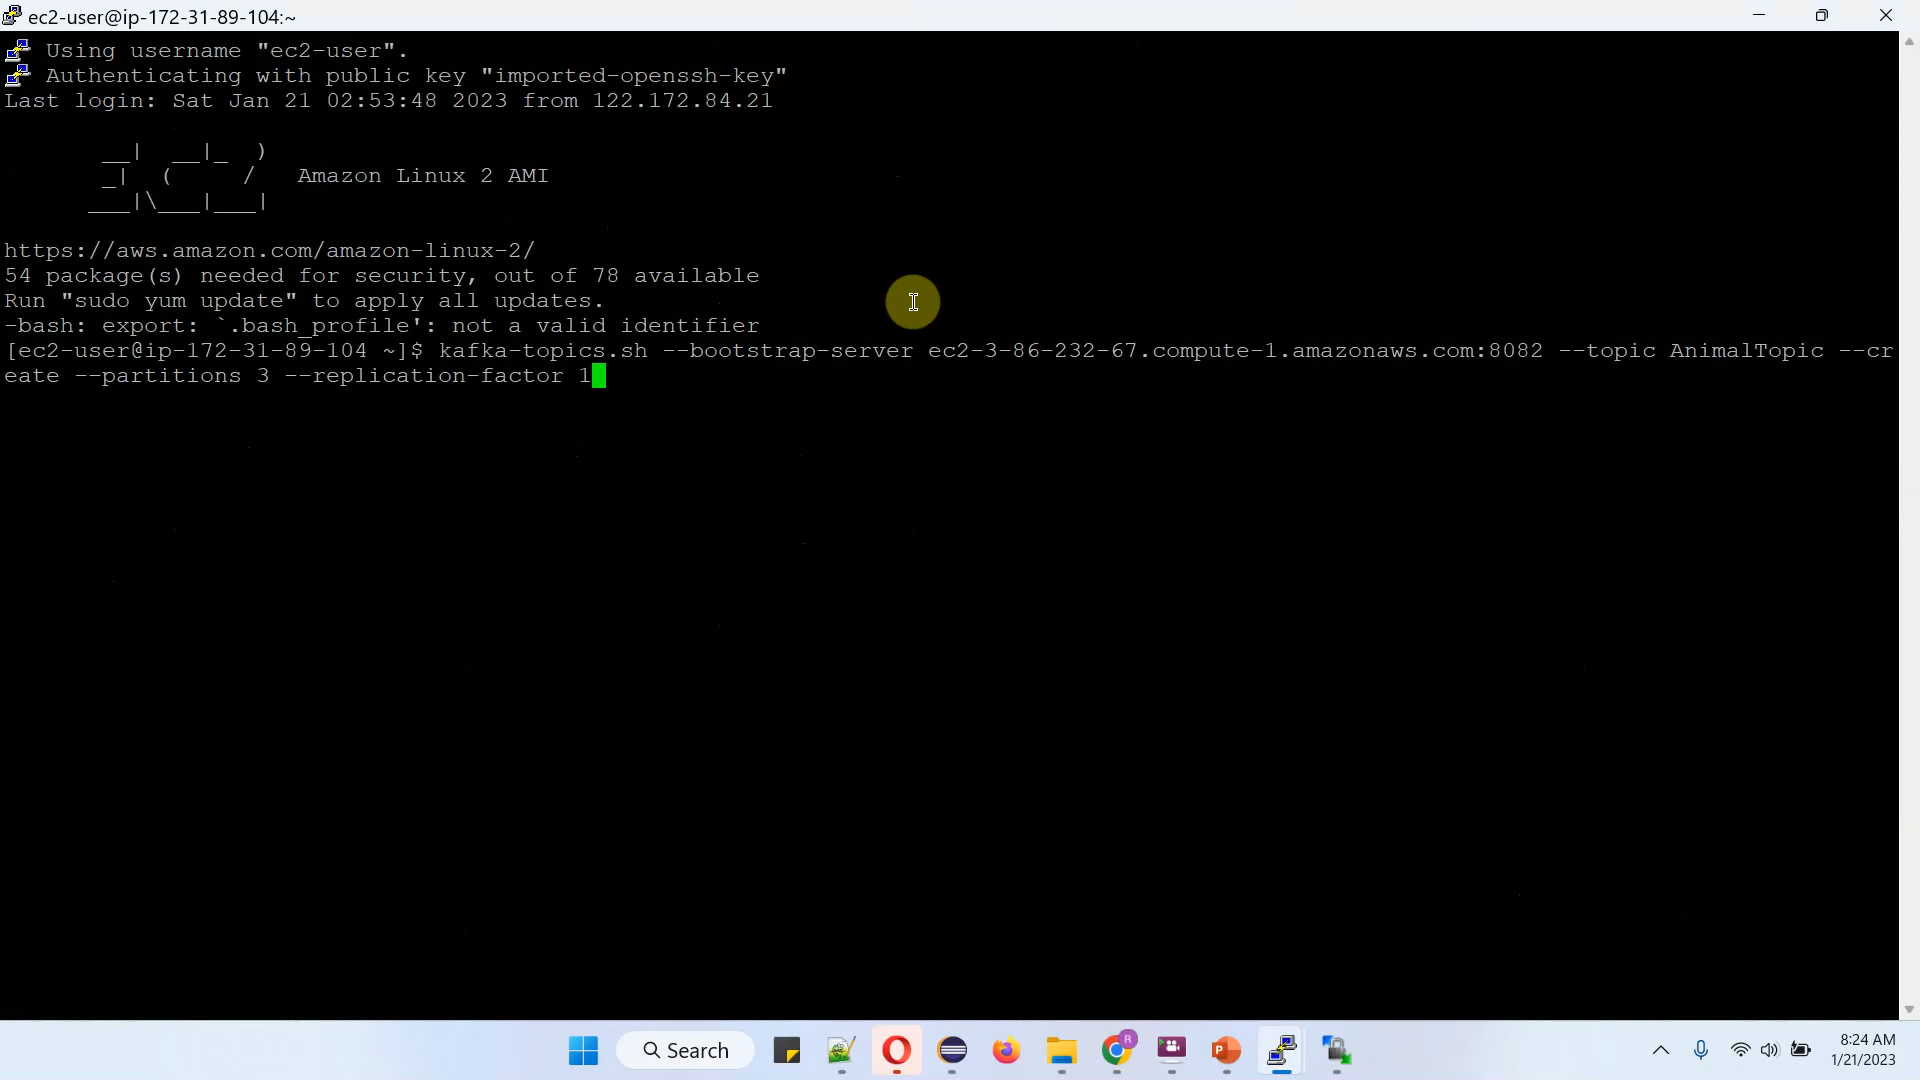 ec2-user@ip-172-31-89-104:~
Using username "ec2-user".
Authenticating with public key "imported-openssh-key"
Last login: Sat Jan 21 02:53:48 2023 from 122.172.84.21
__|  __|_  )
_|  (     /   Amazon Linux 2 AMI
___|\___|___|
https://aws.amazon.com/amazon-linux-2/
54 package(s) needed for security, out of 78 available
Run "sudo yum update" to apply all updates.
-bash: export: `.bash_profile': not a valid identifier
[ec2-user@ip-172-31-89-104 ~]$ kafka-topics.sh --bootstrap-server ec2-3-86-232-67.compute-1.amazonaws.com:8082 --topic AnimalTopic --cr
eate --partitions 3 --replication-factor 1
Search
R
8:24 AM
1/21/2023